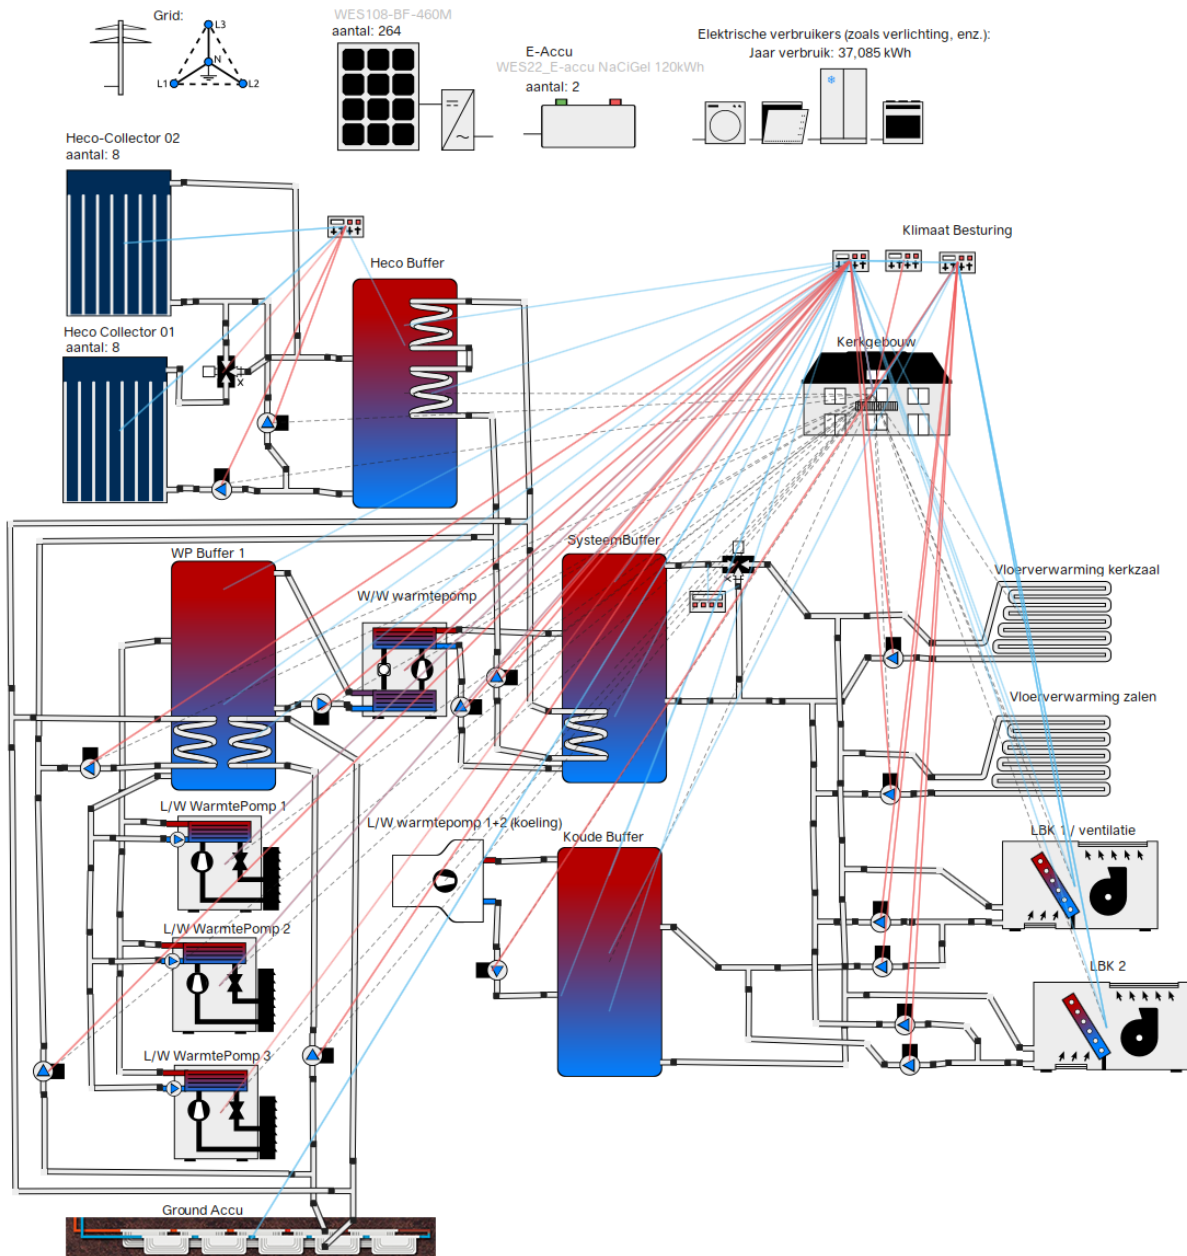 Grid:
L3
N
L1
L2
WES108-BF-460M
aantal: 264
E-Accu
WES22_E-accu NaCiGel 120kWh
aantal: 2
Elektrische verbruikers (zoals verlichting, enz.):
Jaar verbruik: 37,085 kWh
Heco-Collector 02
aantal: 8
Heco Collector 01
aantal: 8
Heco Buffer
Klimaat Besturing
Kerkgebouw
X
WP Buffer 1
W/W warmtepomp
SysteemBuffer
X
Vloerverwarming kerkzaal
Vloerverwarming zalen
L/W WarmtePomp 1
L/W warmtepomp 1+2 (koeling)
Koude Buffer
LBK 1 / ventilatie
L/W WarmtePomp 2
LBK 2
L/W WarmtePomp 3
Ground Accu